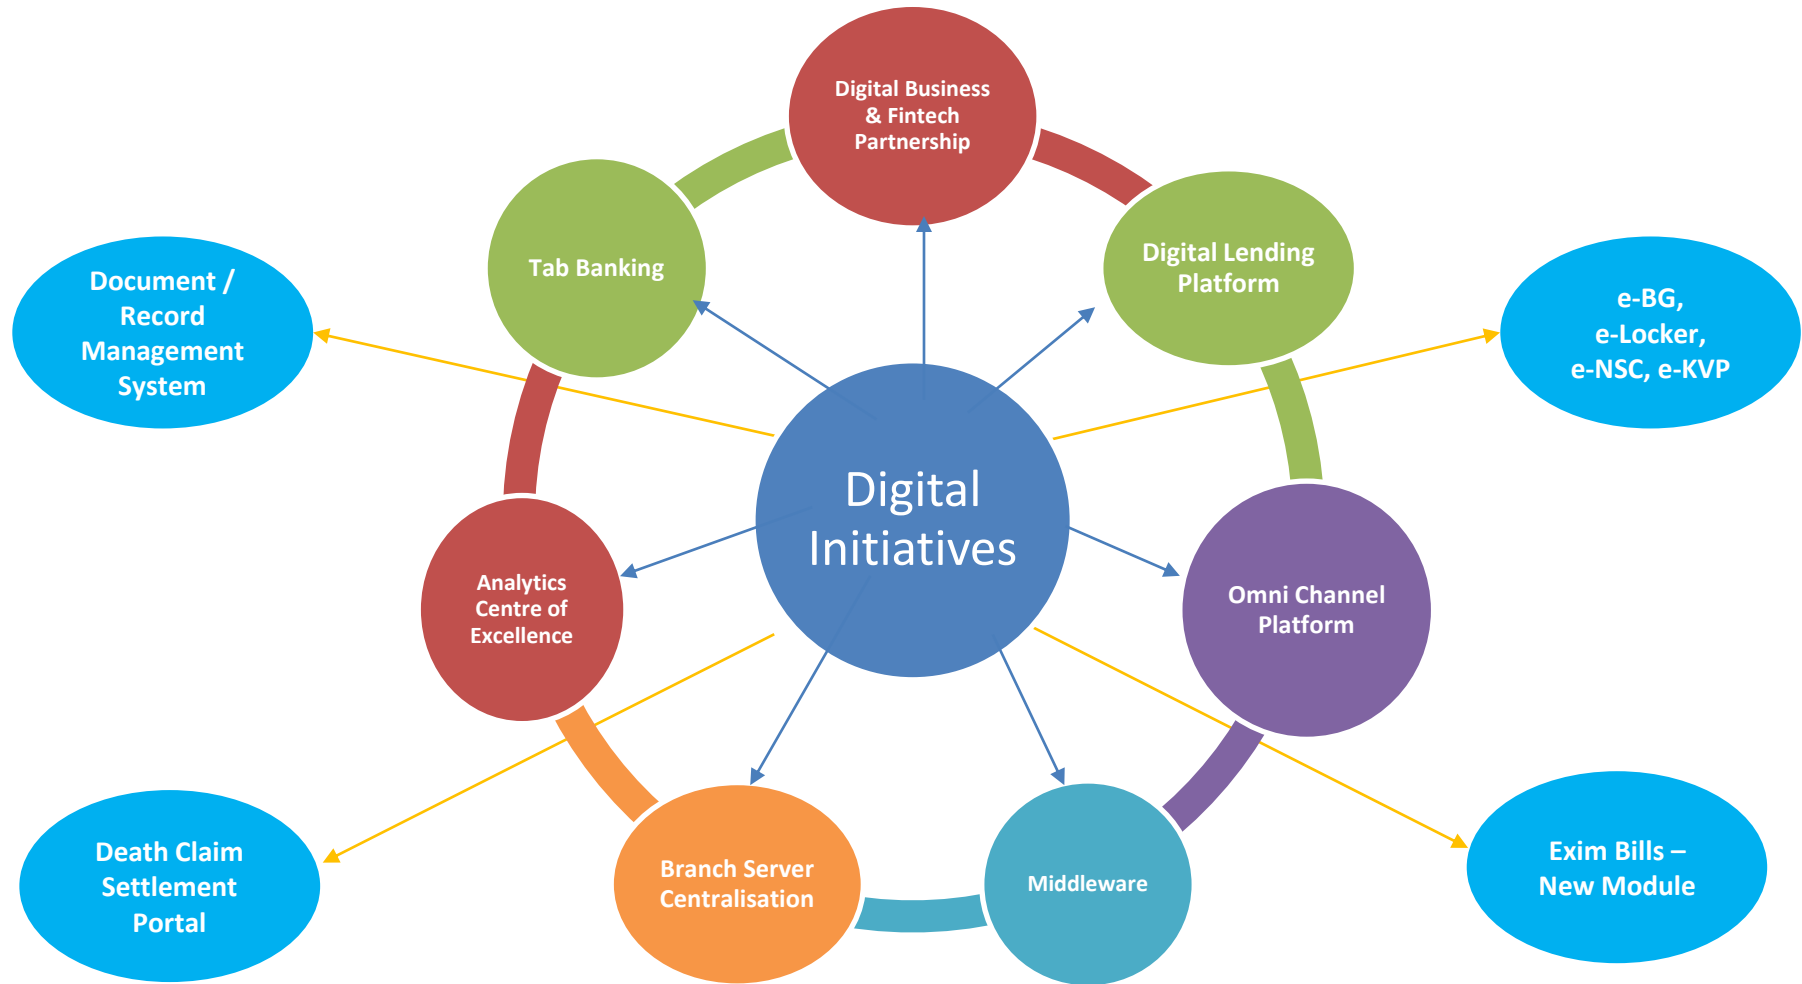 Digital Business
& Fintech
Partnership
Tab Banking
Digital Lending
Platform
Document /
Record
Management
System
e-BG,
e-Locker,
e-NSC, e-KVP
Digital
Initiatives
Analytics
Centre of
Excellence
Omni Channel
Platform
Death Claim
Settlement
Portal
Branch Server
Centralisation
Middleware
Exim Bills –
New Module